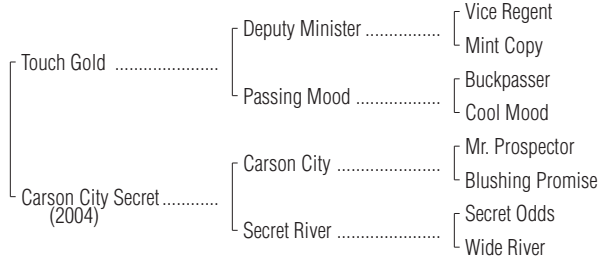 Vice Regent
Deputy Minister ..................
Mint Copy
Touch Gold ......................
Buckpasser
Passing Mood ..................
Cool Mood
Mr. Prospector
Carson City ......................
Blushing Promise
Carson City Secret ............
(2004)
Secret Odds
Secret River ......................
Wide River